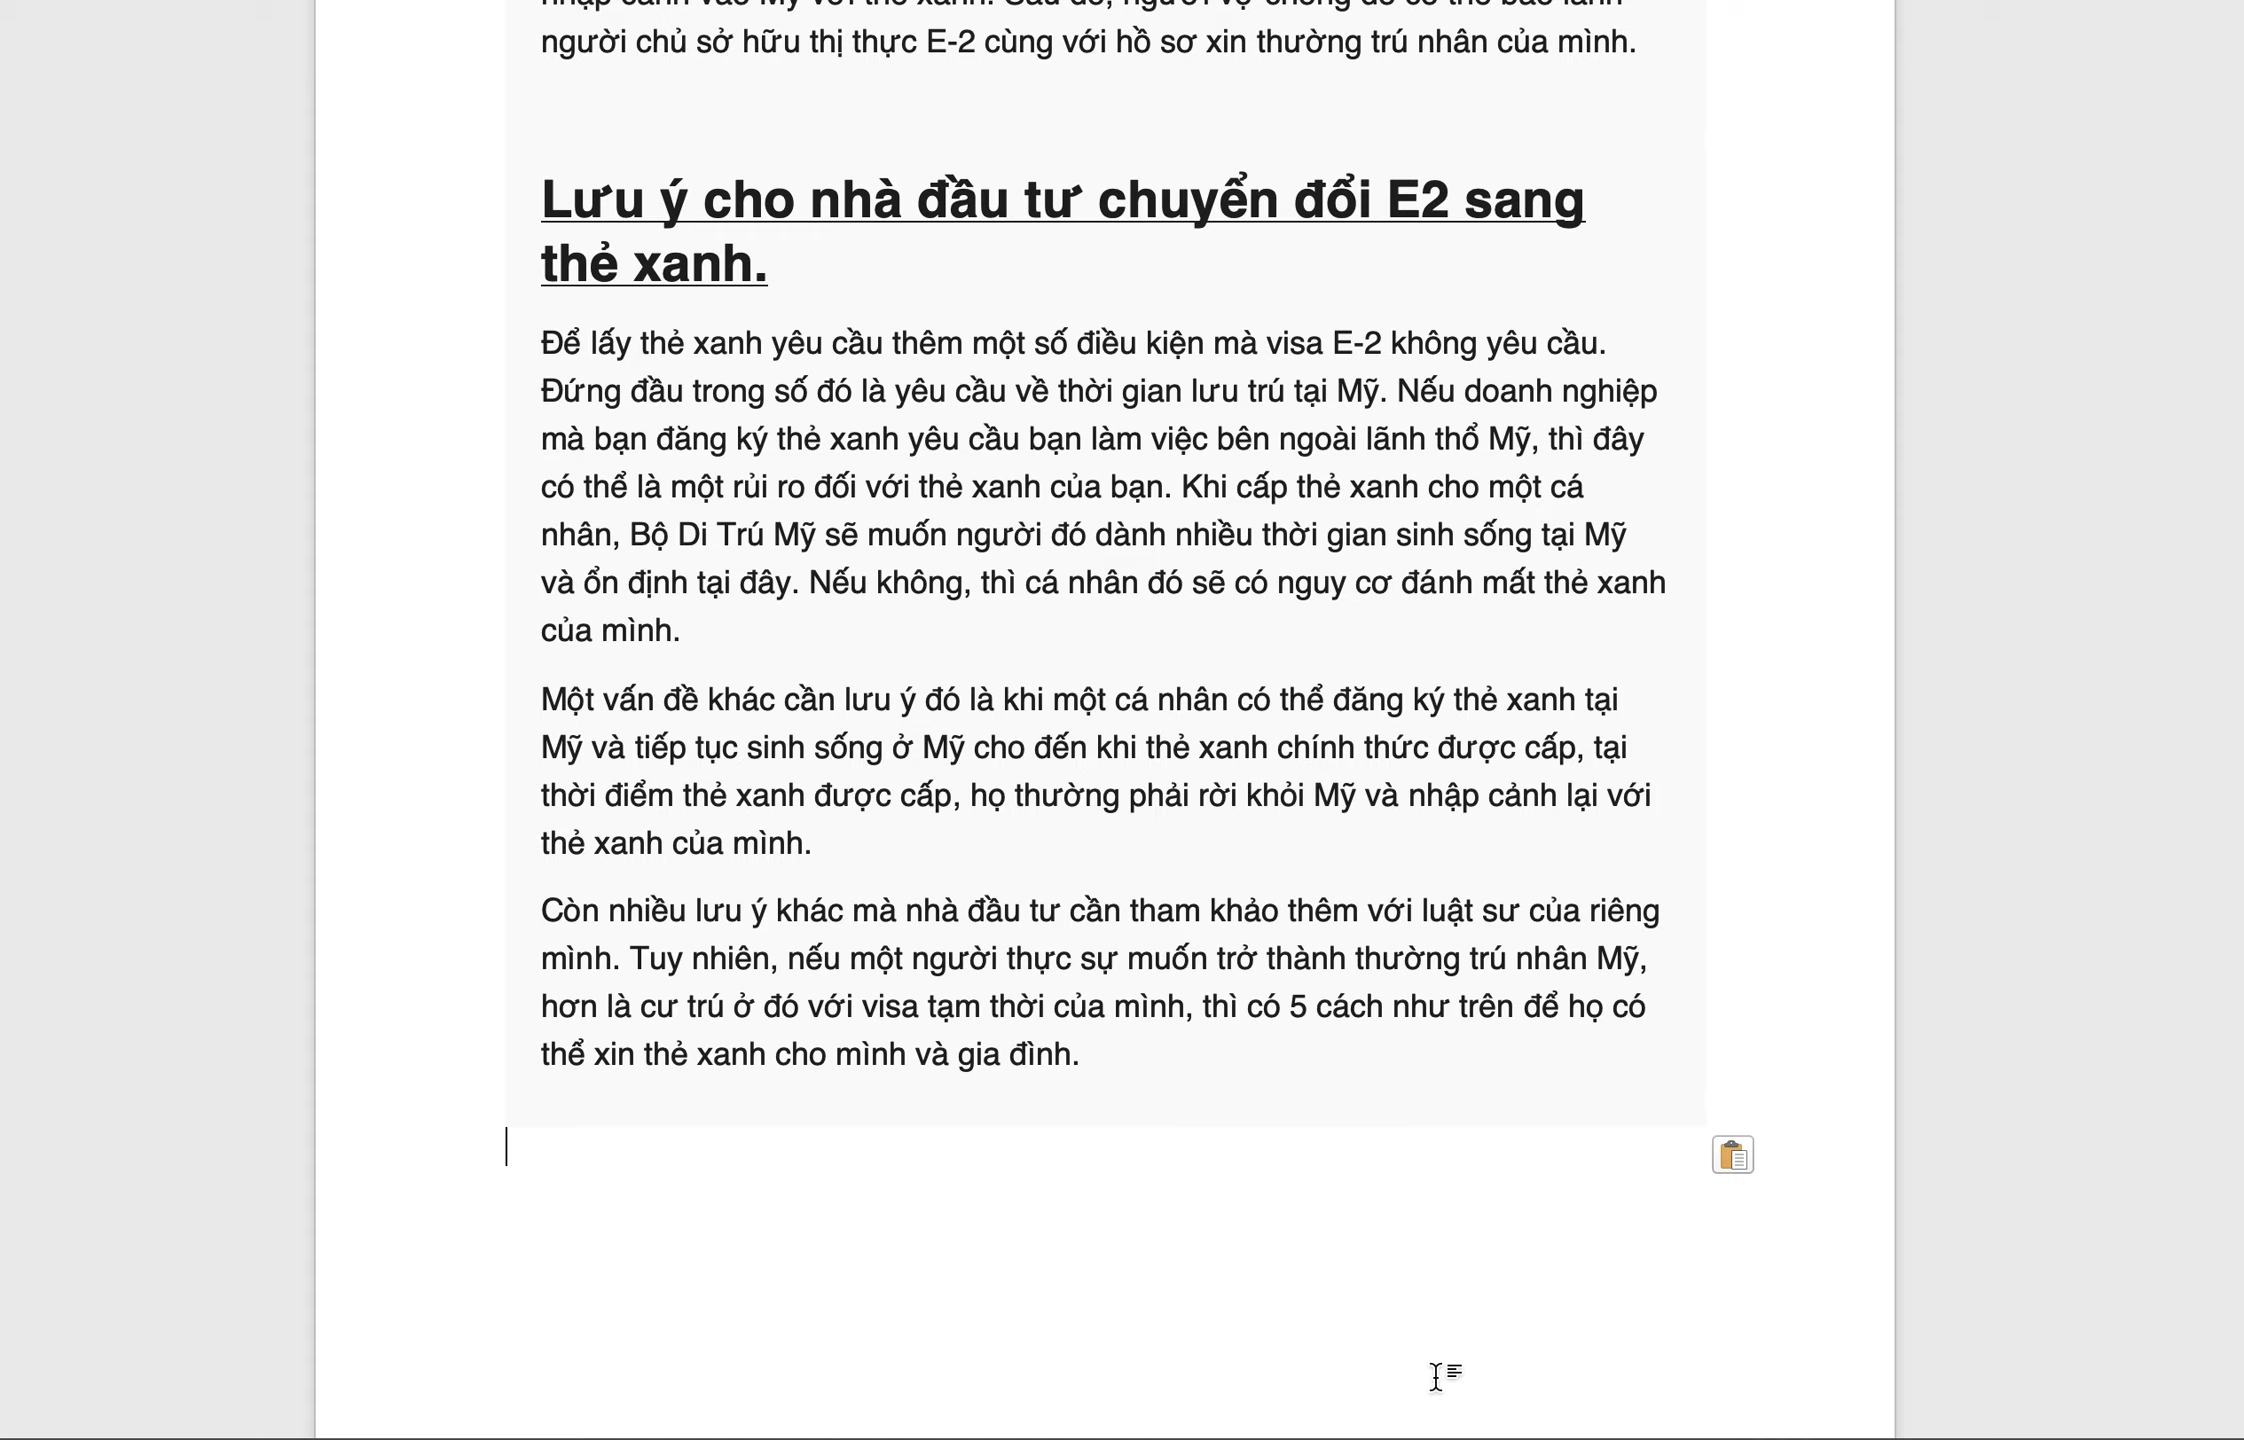 người chủ sở hữu thị thực E-2 cùng với hồ sơ xin thường trú nhân của mình.
Lưu ý cho nhà đầu tư chuyển đổi E2 sang
thẻ xanh.
Để lấy thẻ xanh yêu cầu thêm một số điều kiện mà visa E-2 không yêu cầu.
Đứng đầu trong số đó là yêu cầu về thời gian lưu trú tại Mỹ. Nếu doanh nghiệp
mà bạn đăng ký thẻ xanh yêu cầu bạn làm việc bên ngoài lãnh thổ Mỹ, thì đây
có thể là một rủi ro đối với thẻ xanh của bạn. Khi cấp thẻ xanh cho một cá
nhân, Bộ Di Trú Mỹ sẽ muốn người đó dành nhiều thời gian sinh sống tại Mỹ
và ổn định tại đây. Nếu không, thì cá nhân đó sẽ có nguy cơ đánh mất thẻ xanh
của mình.
Một vấn đề khác cần lưu ý đó là khi một cá nhân có thể đăng ký thẻ xanh tại
Mỹ và tiếp tục sinh sống ở Mỹ cho đến khi thẻ xanh chính thức được cấp, tại
thời điểm thẻ xanh được cấp, họ thường phải rời khỏi Mỹ và nhập cảnh lại với
thẻ xanh của mình.
Còn nhiều lưu ý khác mà nhà đầu tư cần tham khảo thêm với luật sư của riêng
mình. Tuy nhiên, nếu một người thực sự muốn trở thành thường trú nhân Mỹ,
hơn là cư trú ở đó với visa tạm thời của mình, thì có 5 cách như trên để họ có
thể xin thẻ xanh cho mình và gia đình.